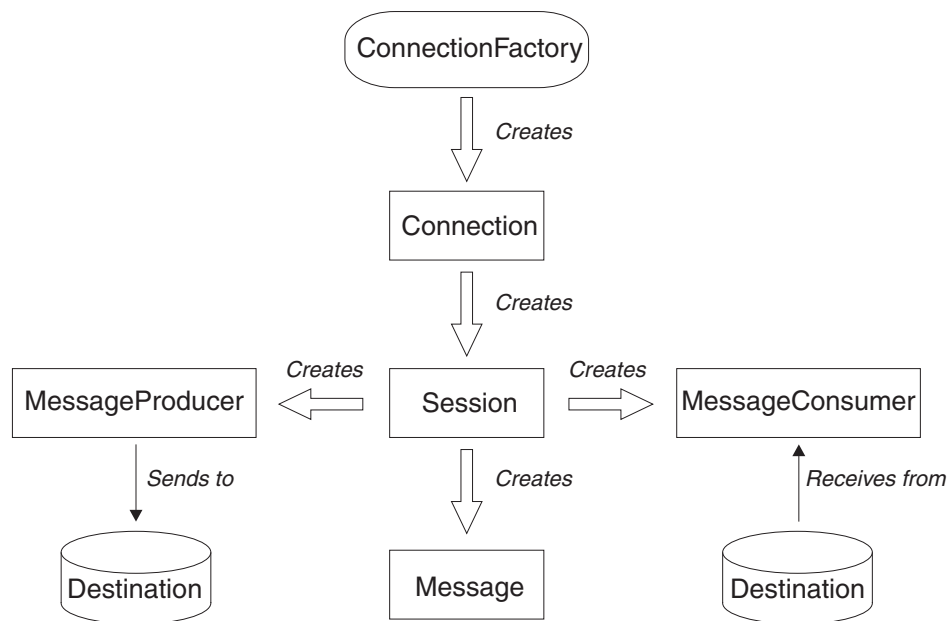 ConnectionFactory
Creates
Connection
Creates
Creates
Creates
MessageProducer
Session
MessageConsumer
Sends to
Creates
Receives from
Destination
Message
Destination